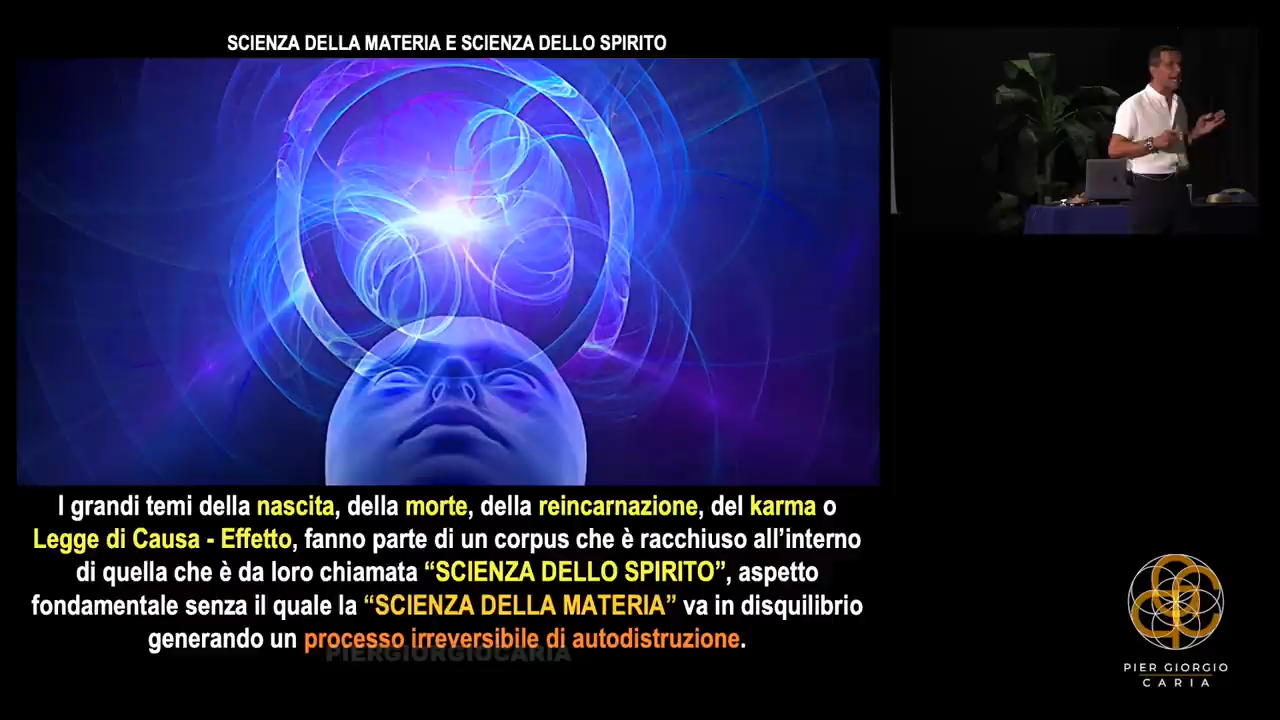 SCIENZA DELLA MATERIA E SCIENZA DELLO SPIRITO
I grandi temi della nascita, della morte, della reincarnazione, del karma o
Legge di Causa - Effetto, fanno parte di un corpus che è racchiuso all’interno
di quella che è da loro chiamata “SCIENZA DELLO SPIRITO”, aspetto
fondamentale senza il quale la “SCIENZA DELLA MATERIA” va in disquilibrio
generando un processo irreversibile di autodistruzione.
PIERGIORGIOCARIA
PIER GIORGIO
CARIA